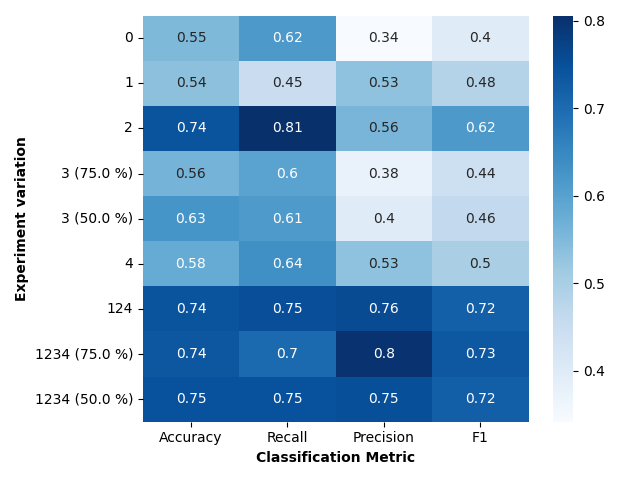 0 0.55 0.62 0.34 0.4
1 0.54 0.45 0.53 0.48
2 0.74 0.81 0.56 0.62
3 (75.0 %) 0.56 0.6 0.38 0.44
3 (50.0 %) 0.63 0.61 0.4 0.46
4 0.58 0.64 0.53 0.5
124 0.74 0.75 0.76 0.72
1234 (75.0 %) 0.74 0.7 0.8 0.73
1234 (50.0 %) 0.75 0.75 0.75 0.72
Accuracy Recall Precision F1
Classification Metric
Experiment variation
0.8
0.7
0.6
0.5
0.4